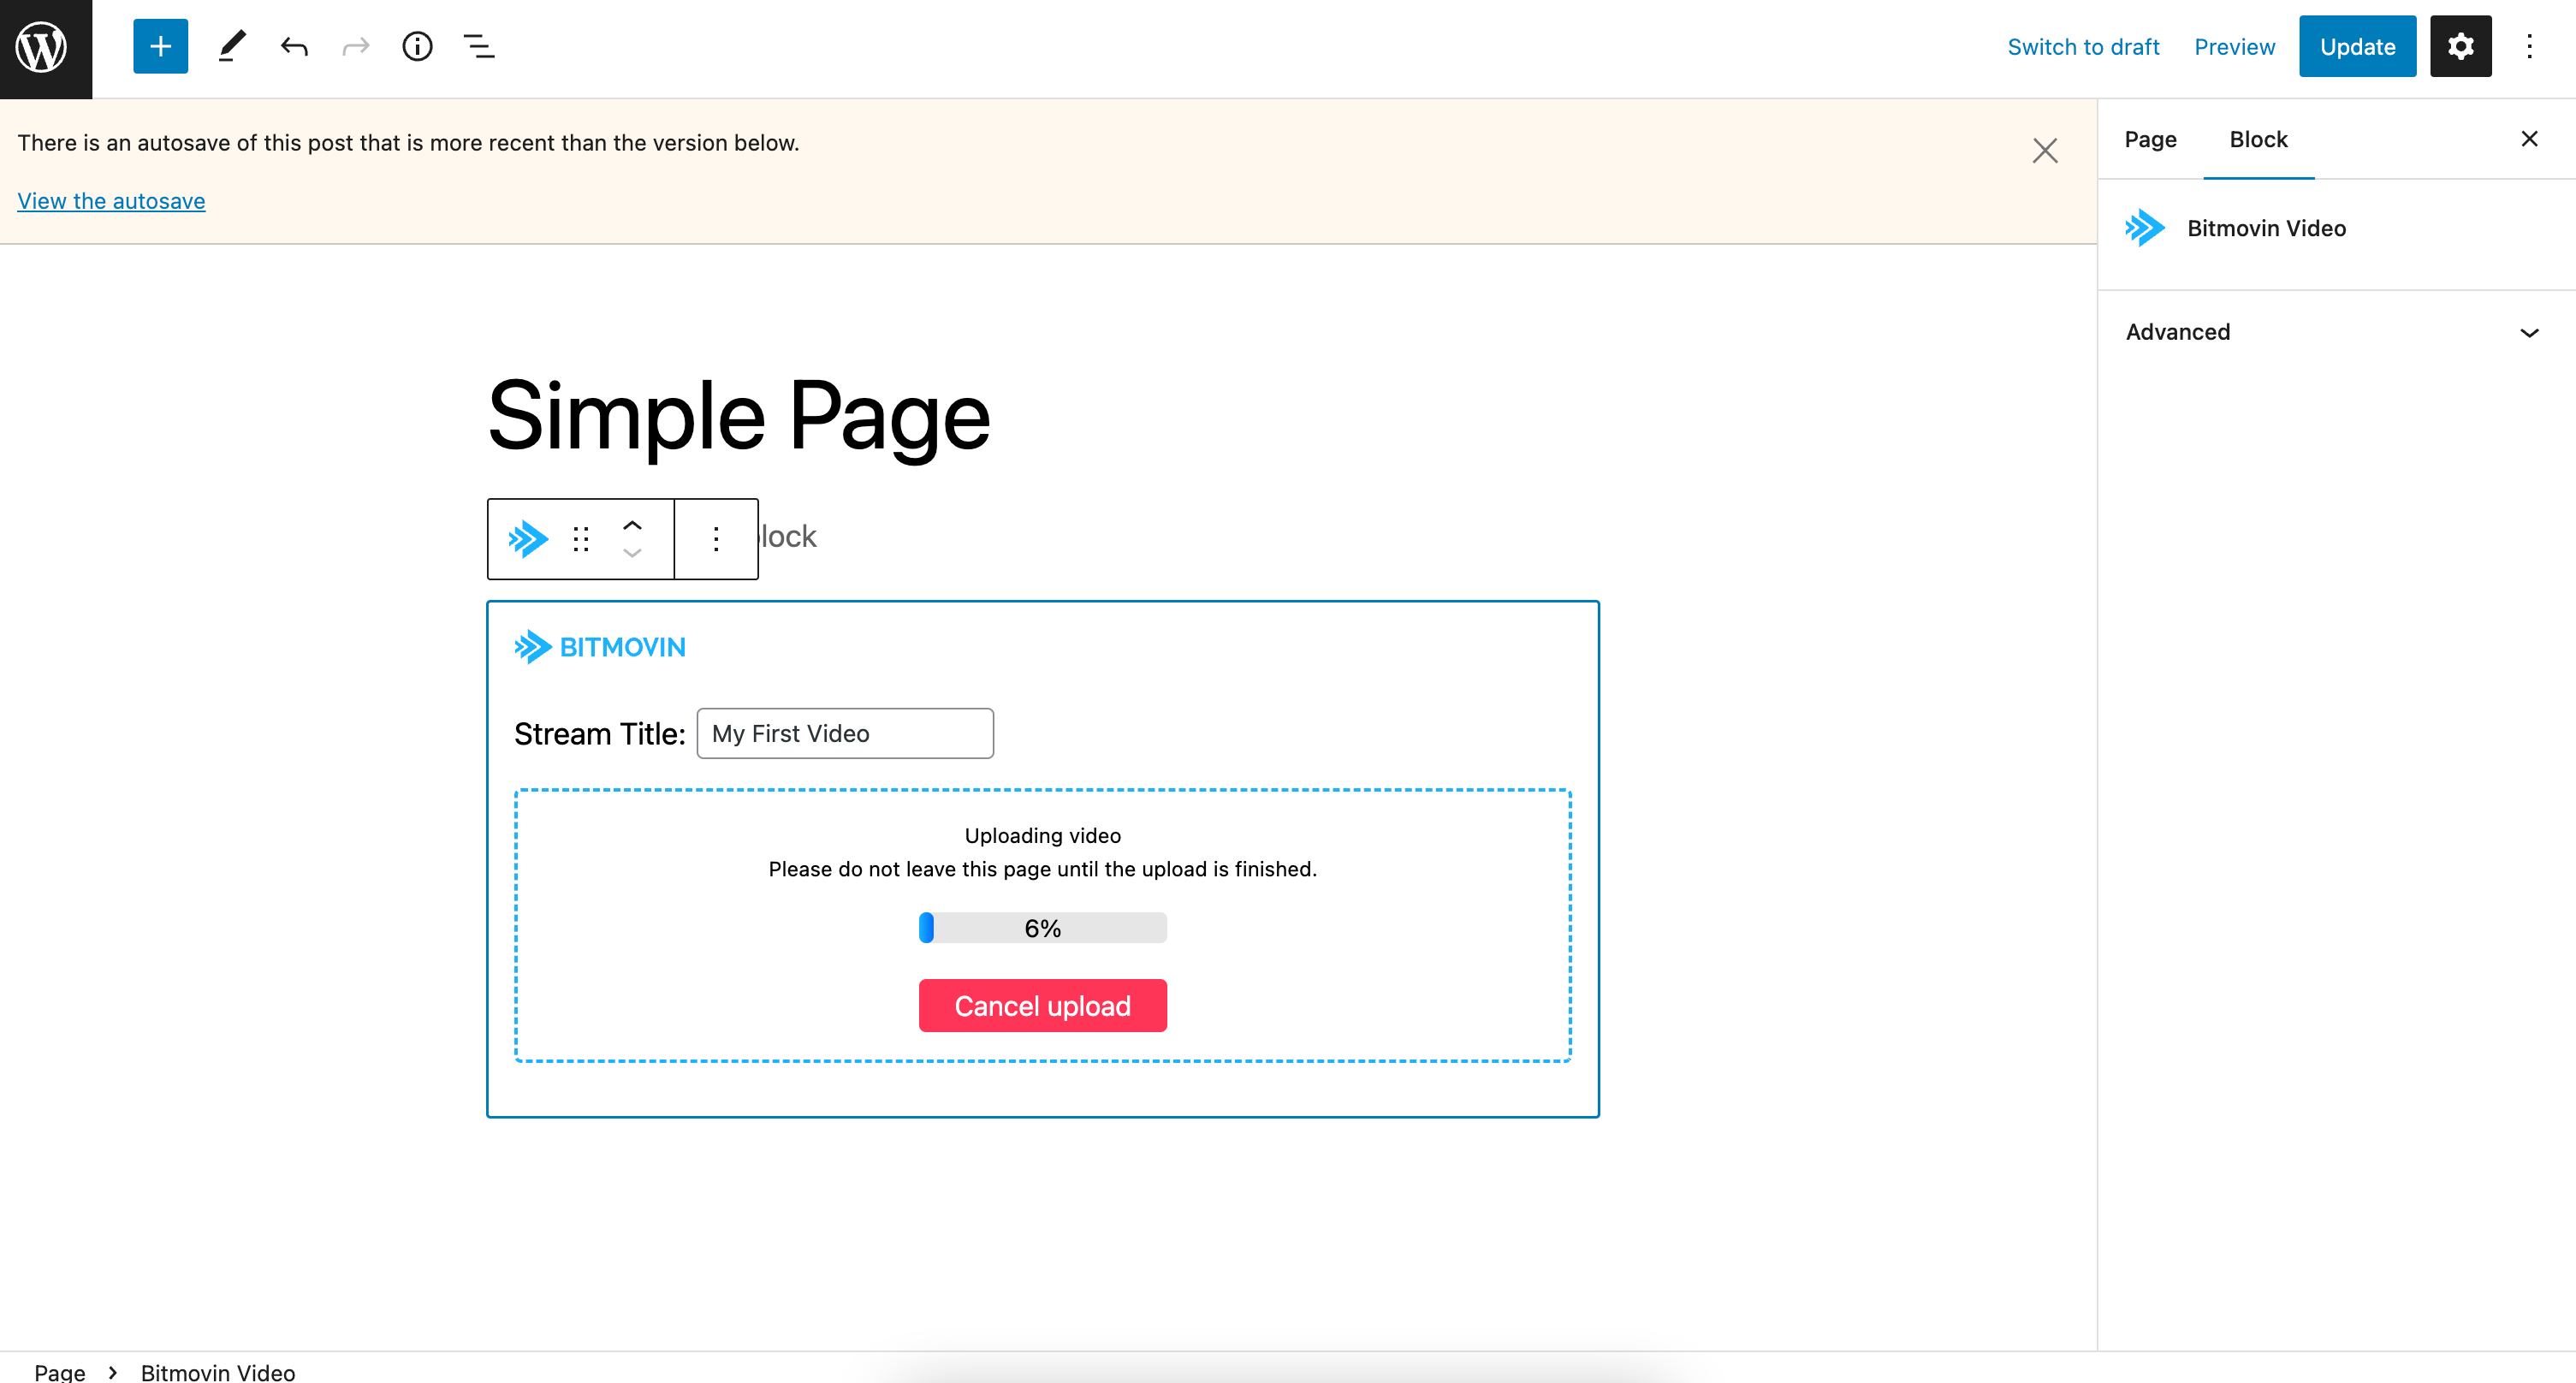 Switch to draft Preview Update
There is an autosave of this post that is more recent than the version below.
View the autosave
Page Block
Bitmovin Video
Advanced
Simple Page
lock
BITMOVIN
Stream Title: My First Video
Uploading video
Please do not leave this page until the upload is finished.
6%
Cancel upload
Page > Bitmovin Video